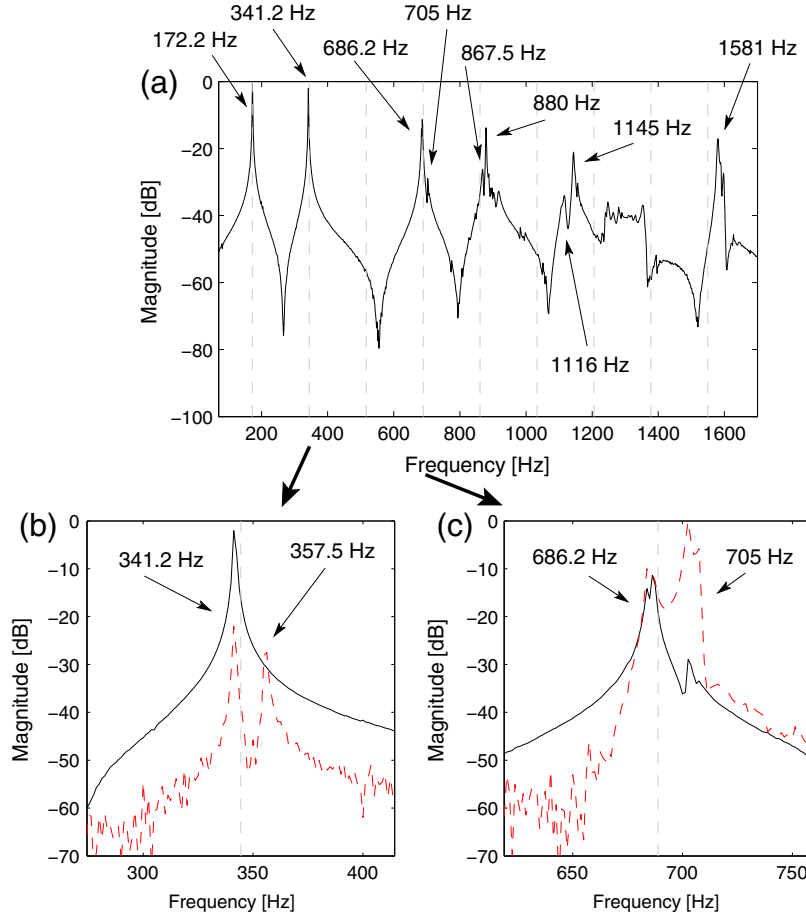 341.2 Hz
705 Hz
172.2 Hz
686.2 Hz
867.5 Hz
1581 Hz
(a)
880 Hz
1145 Hz
1116 Hz
0
−20
−40
−60
−80
−100
Magnitude [dB]
200 400 600 800 1000 1200 1400 1600
Frequency [Hz]
(b)
341.2 Hz
357.5 Hz
0
−10
−20
−30
−40
−50
−60
−70
Magnitude [dB]
300 350 400
Frequency [Hz]
(c)
686.2 Hz
705 Hz
0
−10
−20
−30
−40
−50
−60
−70
Magnitude [dB]
650 700 750
Frequency [Hz]